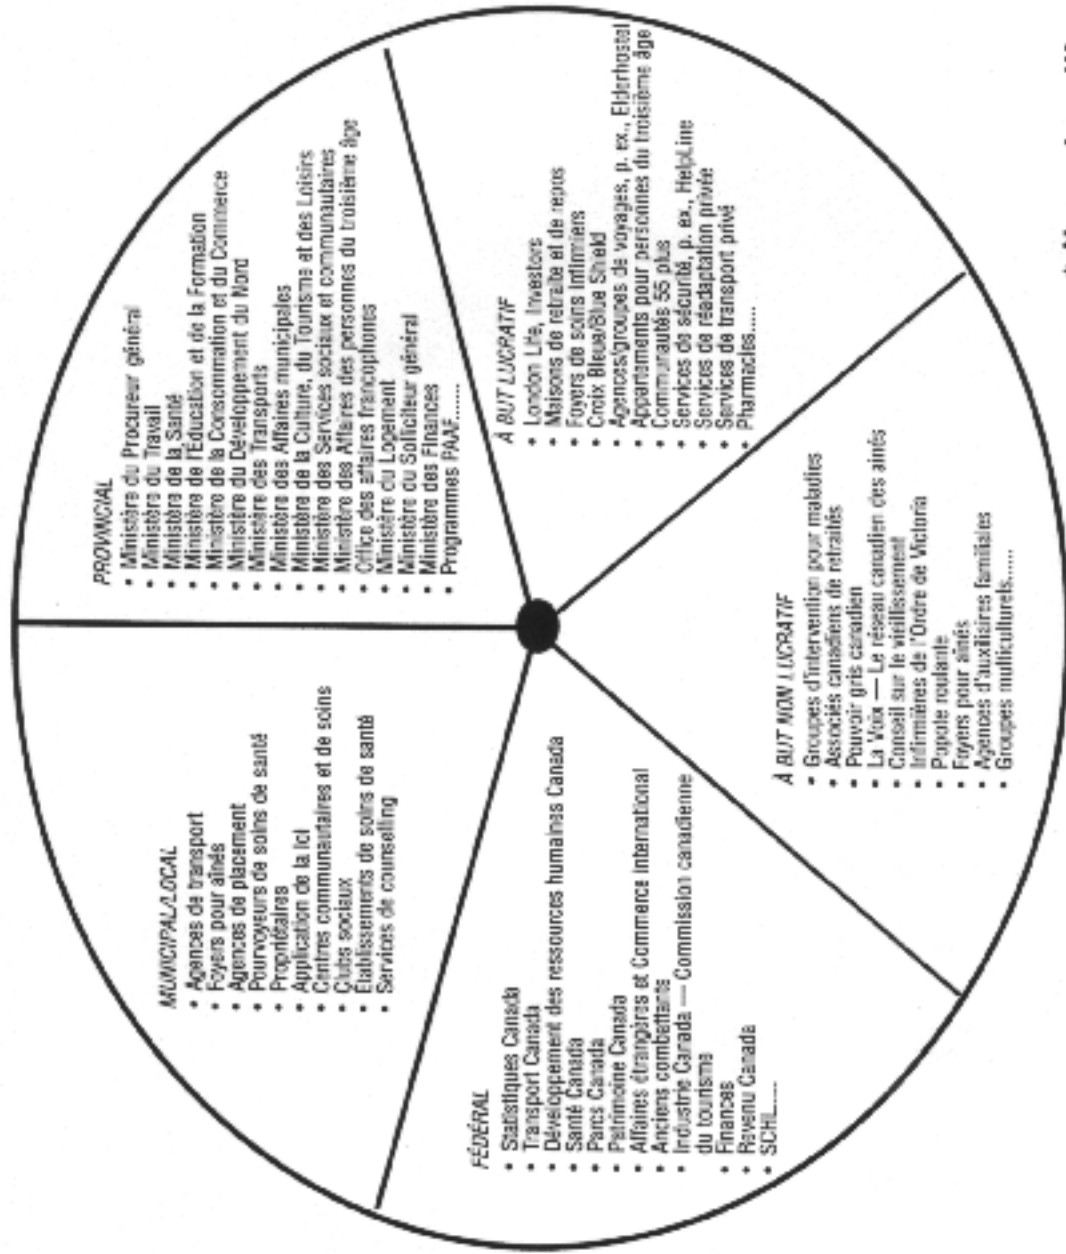 MUNICIPAL/LOCAL
• Agences de transport
• Foyers pour aînés
• Agences de placement
• Pourvoyeurs de soins de santé
• Propriétaires
• Application de la loi
• Centres communautaires et de soins
• Clubs sociaux
• Etablissements de soins de santé
• Services de counselling
PROVINCIAL
• Ministère du Procureur général
• Ministère du Travail
• Ministère de la Santé
• Ministère de l'Éducation et de la Formation
• Ministère de la Consommation et du Commerce
• Ministère du Développement du Nord
• Ministère des Transports
• Ministère des Affaires municipales
• Ministère de la Culture, du Tourisme et des Loisirs
• Ministère des Services sociaux et communautaires
• Ministère des Affaires des personnes du troisième âge
• Office des affaires francophones
• Ministère du Logement
• Ministère du Solliciteur général
• Ministère des Finances
• Programmes PAAF.......
FÉDÉRAL
• Statistiques Canada
• Transport Canada
• Développement des ressources humaines Canada
• Santé Canada
• Parcs Canada
• Patrimoine Canada
• Affaires étrangères et Commerce international
• Anciens combattants
• Industrie Canada — Commission canadienne
du tourisme
• Finances
• Revenu Canada
• SCHL.....
À BUT NON LUCRATIF
• Groupes d'intervention pour maladies
• Associés canadiens de retraités
• Pouvoir gris canadien
• La Voix — Le réseau canadien des aînés
• Conseil sur le vieillissement
• Infirmières de l'Ordre de Victoria
• Popote roulante
• Foyers pour aînés
• Agences d'auxiliaires familiales
• Groupes multiculturels......
À BUT LUCRATIF
• London Life, Investors
• Maisons de retraite et de repos
• Foyers de soins infirmiers
• Croix Bleue/Blue Shield
• Agences/groupes de voyages, p. ex., Elderhostel
• Appartements pour personnes du troisième âge
• Communautés 55 plus
• Services de sécurité, p. ex., HelpLine
• Services de réadaptation privée
• Services de transport privé
• Pharmacies.....